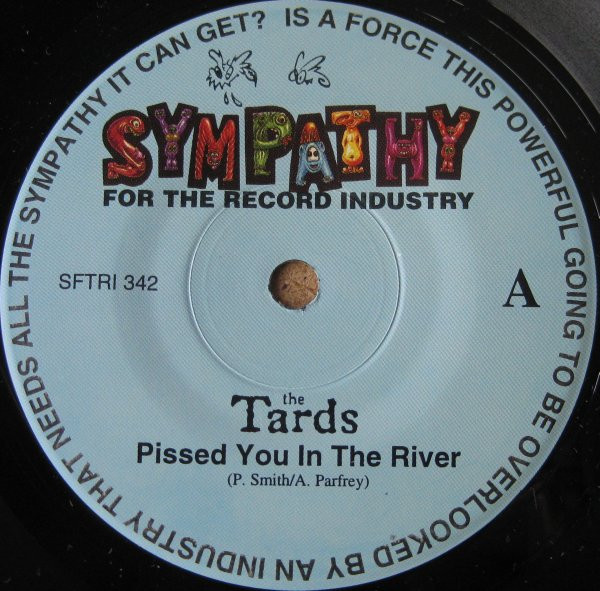 IS A FORCE THIS POWERFUL GOING TO BE OVERLOOKED BY AN INDUSTRY THAT NEEDS ALL THE SYMPATHY IT CAN GET?
SYMPATHY
FOR THE RECORD INDUSTRY
SFTRI 342
A
the
Tards
Pissed You In The River
(P. Smith/A. Parfrey)